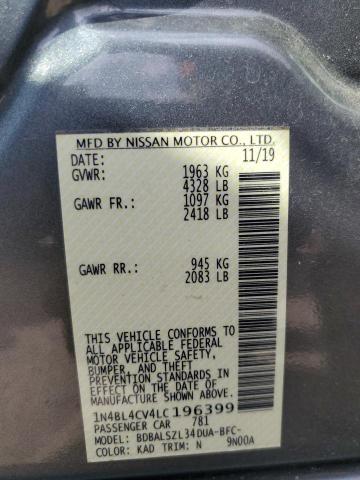 MFD BY NISSAN MOTOR CO., LTD.
DATE: 11/19
GVWR: 1963 KG
4328 LB
GAWR FR.: 1097 KG
2418 LB
GAWR RR.: 945 KG
2083 LB
THIS VEHICLE CONFORMS TO
ALL APPLICABLE FEDERAL
MOTOR VEHICLE SAFETY,
BUMPER, AND THEFT
PREVENTION STANDARDS IN
EFFECT ON THE DATE OF
MANUFACTURE SHOWN ABOVE.
1N4BL4CV4LC196399
PASSENGER CAR 781
MODEL: BDBALSZL34DUA-BFC-
COLOR: KAD TRIM: N 9N00A